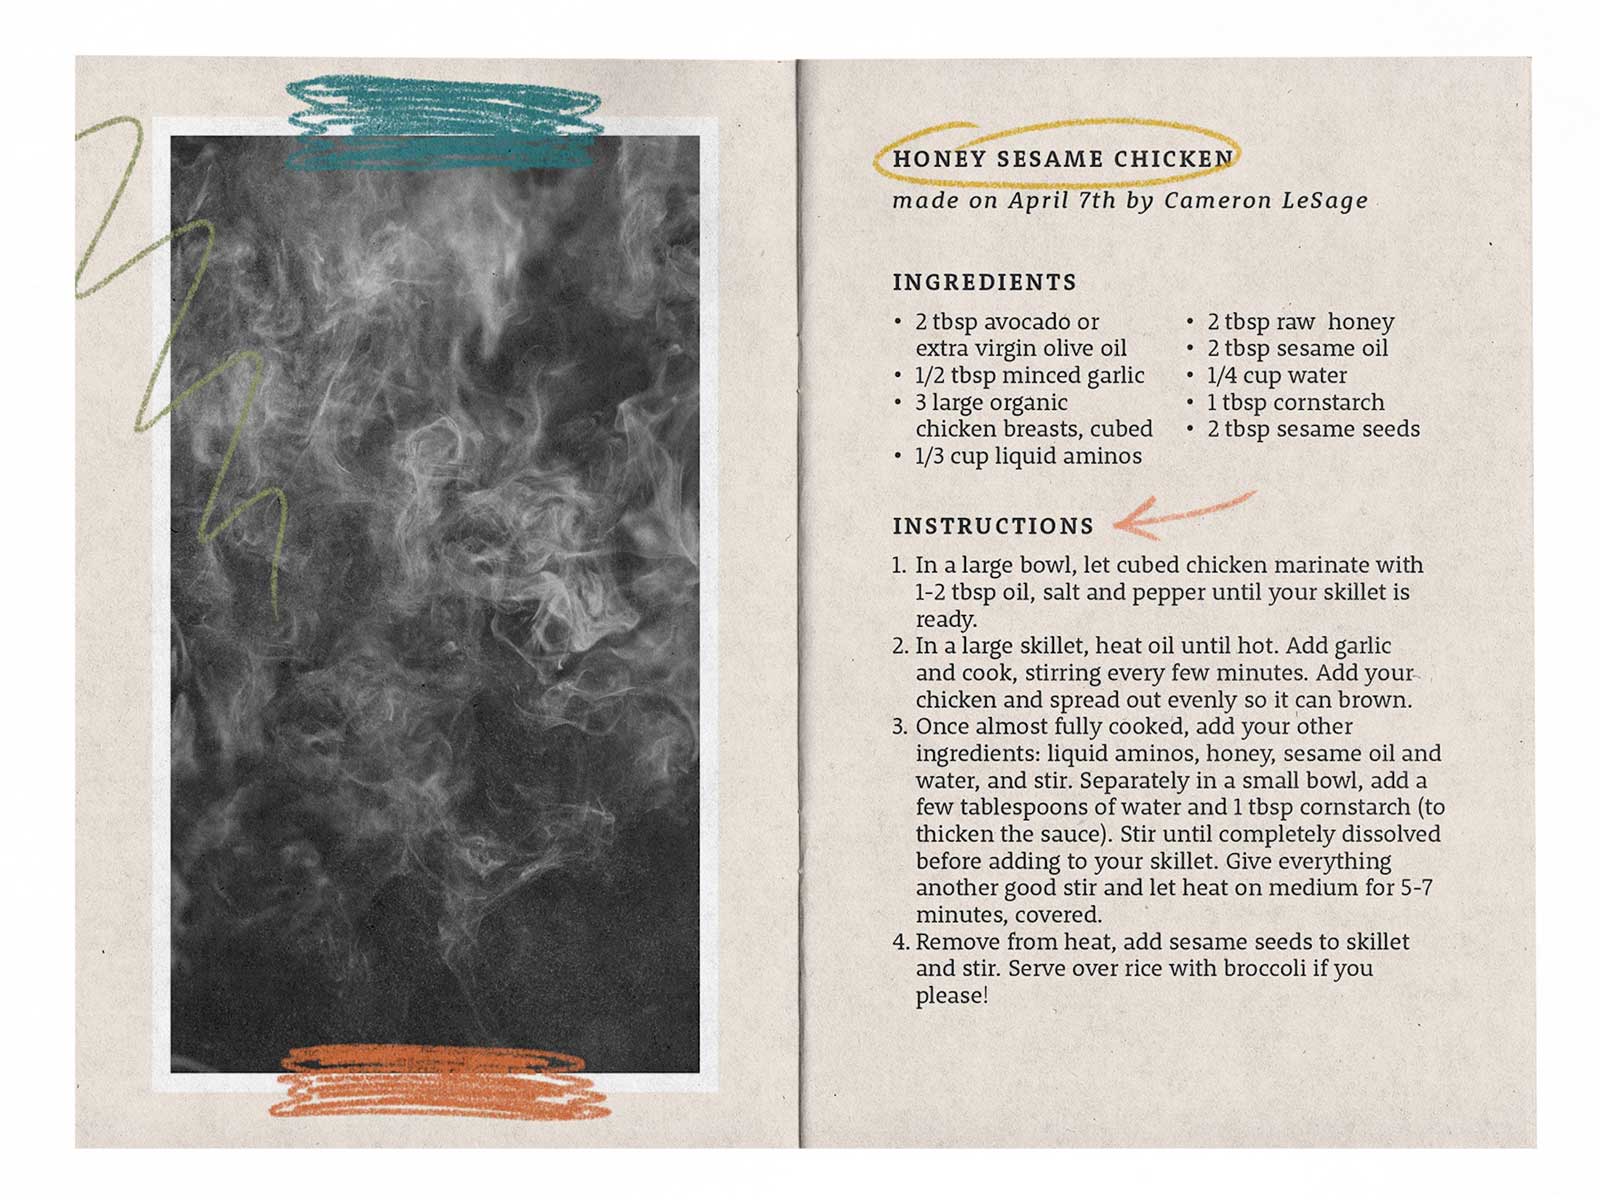 HONEY SESAME CHICKEN
made on April 7th by Cameron LeSage
INGREDIENTS
• 2 tbsp avocado or
extra virgin olive oil
• 1/2 tbsp minced garlic
• 3 large organic
chicken breasts, cubed
• 1/3 cup liquid aminos
• 2 tbsp raw  honey
• 2 tbsp sesame oil
• 1/4 cup water
• 1 tbsp cornstarch
• 2 tbsp sesame seeds
INSTRUCTIONS
1. In a large bowl, let cubed chicken marinate with
1-2 tbsp oil, salt and pepper until your skillet is
ready.
2. In a large skillet, heat oil until hot. Add garlic
and cook, stirring every few minutes. Add your
chicken and spread out evenly so it can brown.
3. Once almost fully cooked, add your other
ingredients: liquid aminos, honey, sesame oil and
water, and stir. Separately in a small bowl, add a
few tablespoons of water and 1 tbsp cornstarch (to
thicken the sauce). Stir until completely dissolved
before adding to your skillet. Give everything
another good stir and let heat on medium for 5-7
minutes, covered.
4. Remove from heat, add sesame seeds to skillet
and stir. Serve over rice with broccoli if you
please!